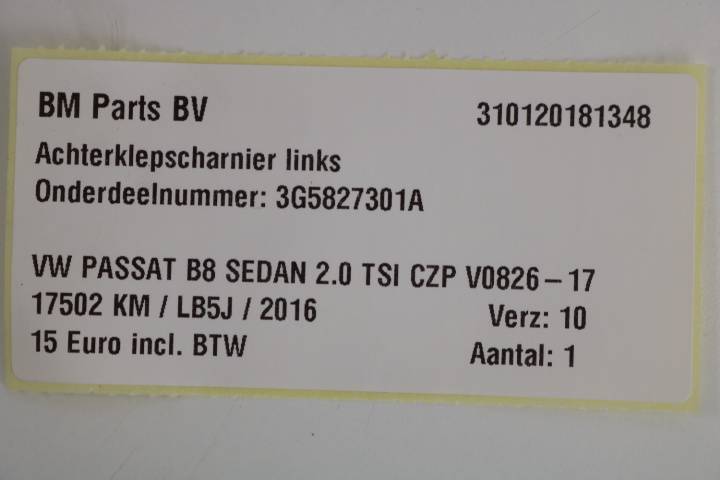 BM Parts BV 310120181348
Achterklepscharnier links
Onderdeelnummer: 3G5827301A
VW PASSAT B8 SEDAN 2.0 TSI CZP V0826-17
17502 KM / LB5J / 2016 Verz: 10
15 Euro incl. BTW Aantal: 1